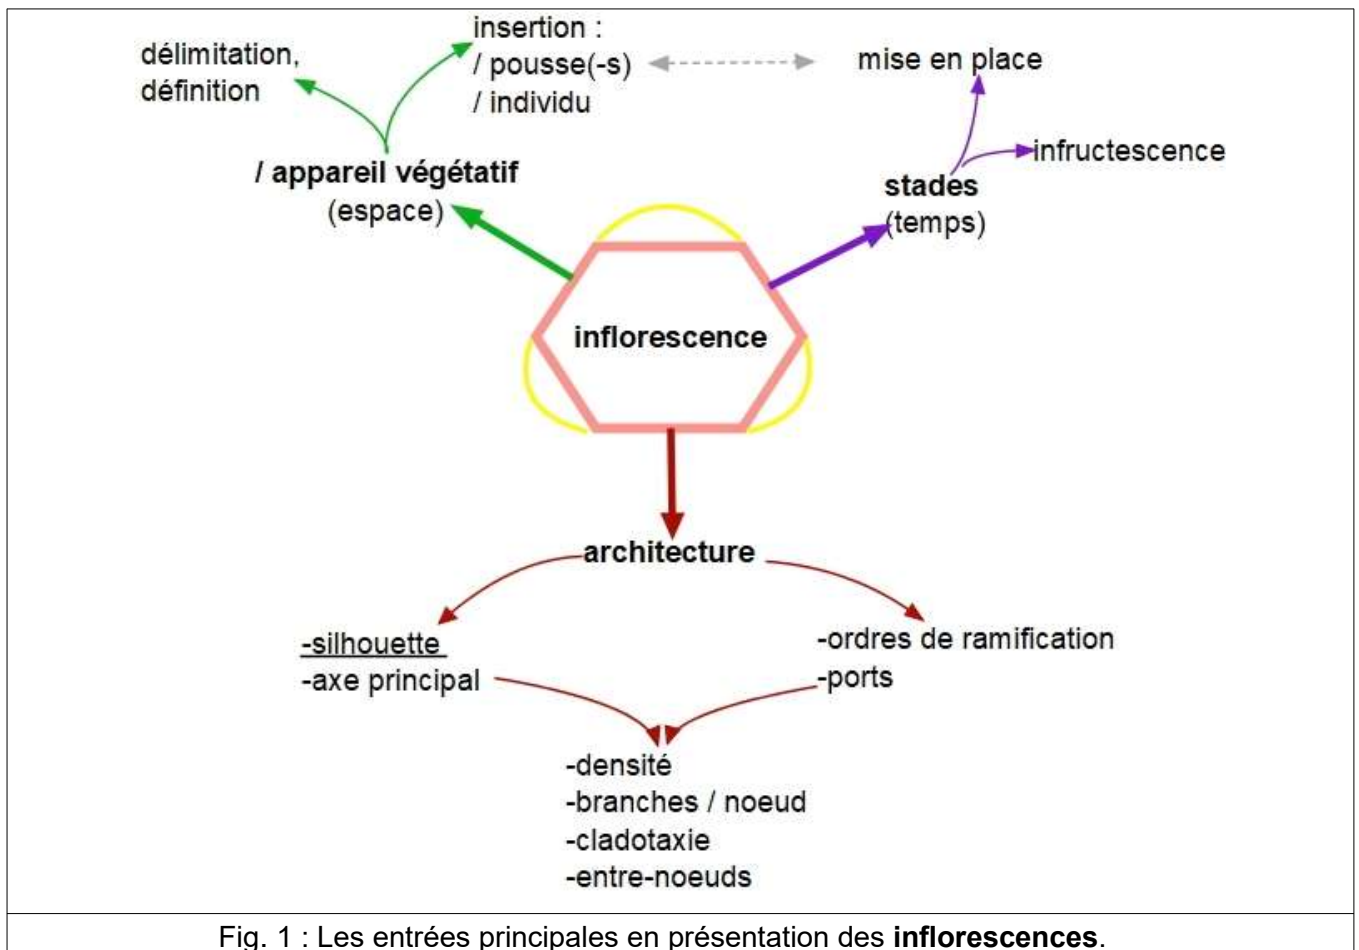 délimitation,
définition
insertion :
/ pousse(-s)
/ individu
mise en place
infructescence
/ appareil végétatif
(espace)
stades
(temps)
inflorescence
architecture
-silhouette
-axe principal
-ordres de ramification
-ports
-densité
-branches / noeud
-cladotaxie
-entre-noeuds
Fig. 1 : Les entrées principales en présentation des inflorescences.